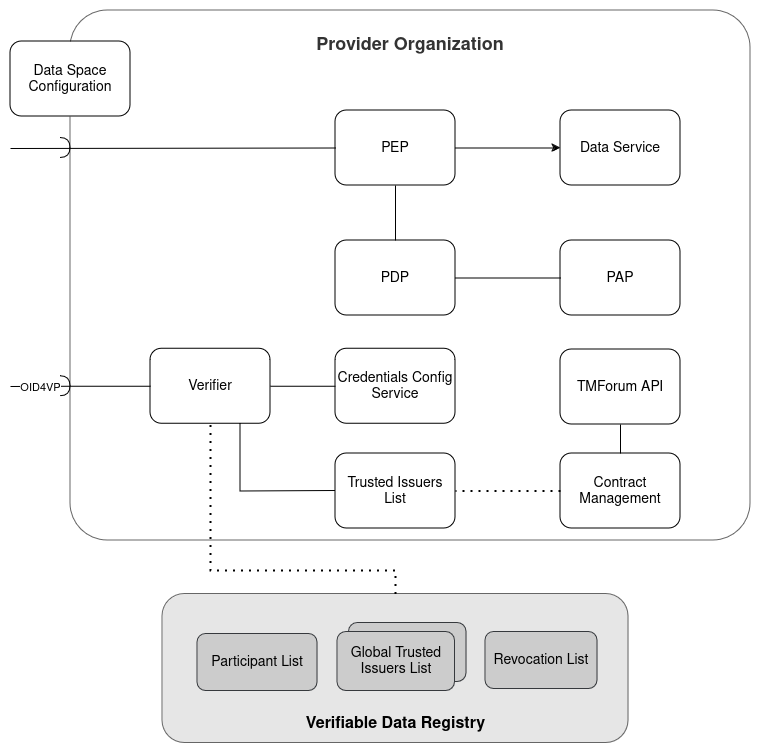 Provider Organization
Data Space
Configuration
PEP
Data Service
PDP
PAP
OID4VP
Verifier
Credentials Config
Service
TMForum API
Trusted Issuers
List
Contract
Management
Participant List
Global Trusted
Issuers List
Revocation List
Verifiable Data Registry